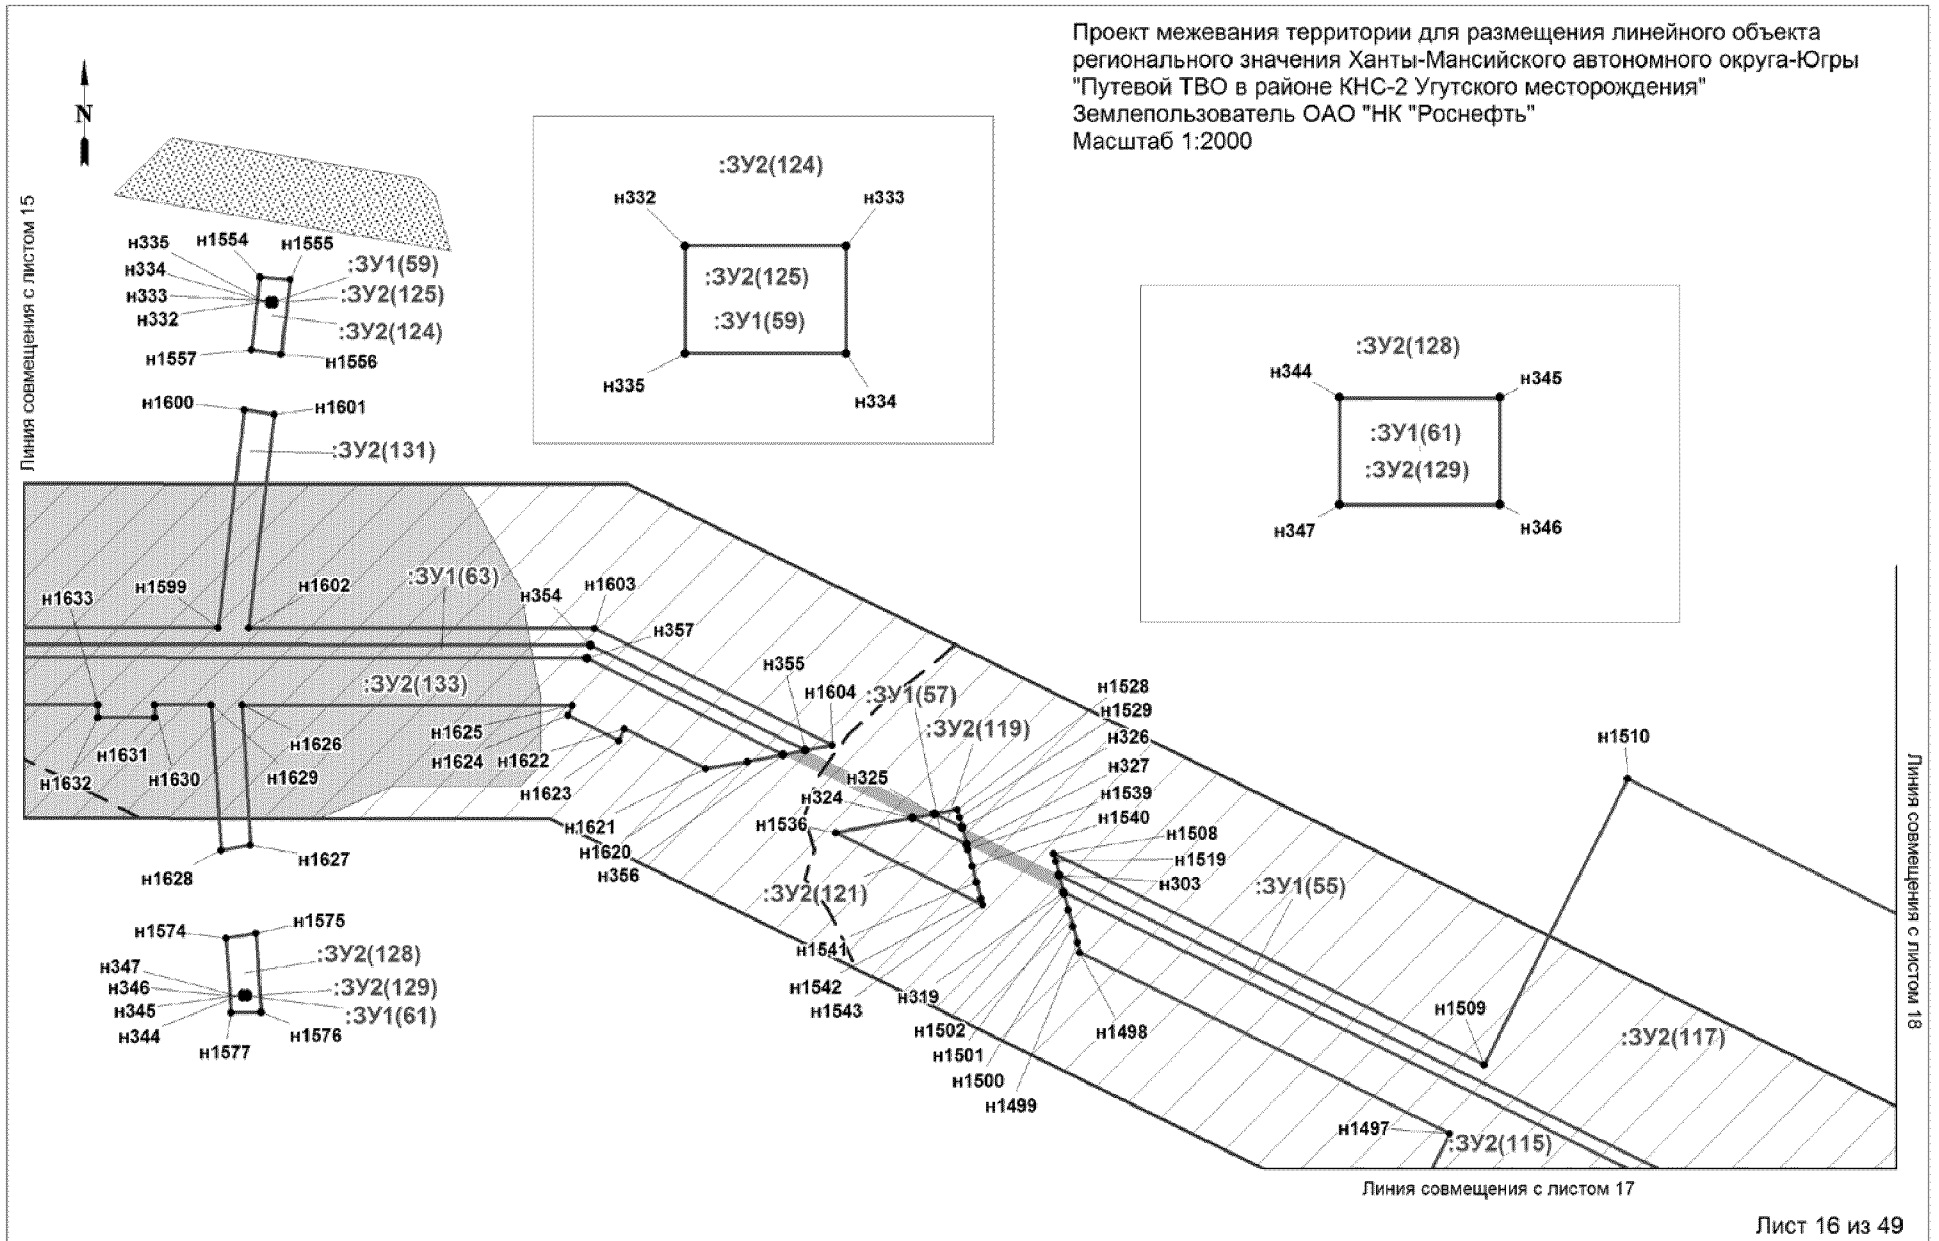 Проект межевания территории для размещения линейного объекта
регионального значения Ханты-Мансийского автономного округа-Югры
"Путевой ТВО в районе КНС-2 Угутского месторождения"
Землепользователь ОАО "НК "Роснефть"
Масштаб 1:2000
N
Линия совмещения с листом 15
н335
н1554
н1555
:ЗУ1(59)
н334
:ЗУ2(125)
н333
н332
:ЗУ2(124)
н1557
н1556
н1600
н1601
:ЗУ2(131)
:ЗУ2(124)
н332
н333
:ЗУ2(125)
:ЗУ1(59)
н335
н334
:ЗУ2(128)
н344
н345
:ЗУ1(61)
:ЗУ2(129)
н347
н346
н1633
н1599
н1602
:ЗУ1(63)
н354
н1603
н357
:ЗУ2(133)
н355
н1604
:ЗУ1(57)
:ЗУ2(119)
н1528
н1529
н326
н327
н1539
н1540
н1508
н1519
н303
н1510
н1625
н1624
н1622
н1623
н1626
н1631
н1632
н1630
н1629
н325
н324
н1536
н1621
н1620
н356
:ЗУ2(121)
:ЗУ1(55)
н1627
н1628
н1541
н1542
н1543
н319
н1502
н1501
н1500
н1499
н1498
н1509
:ЗУ2(117)
н1497
:ЗУ2(115)
н1574
н1575
:ЗУ2(128)
н347
н346
:ЗУ2(129)
н345
:ЗУ1(61)
н344
н1576
н1577
Линия совмещения с листом 18
Линия совмещения с листом 17
Лист 16 из 49